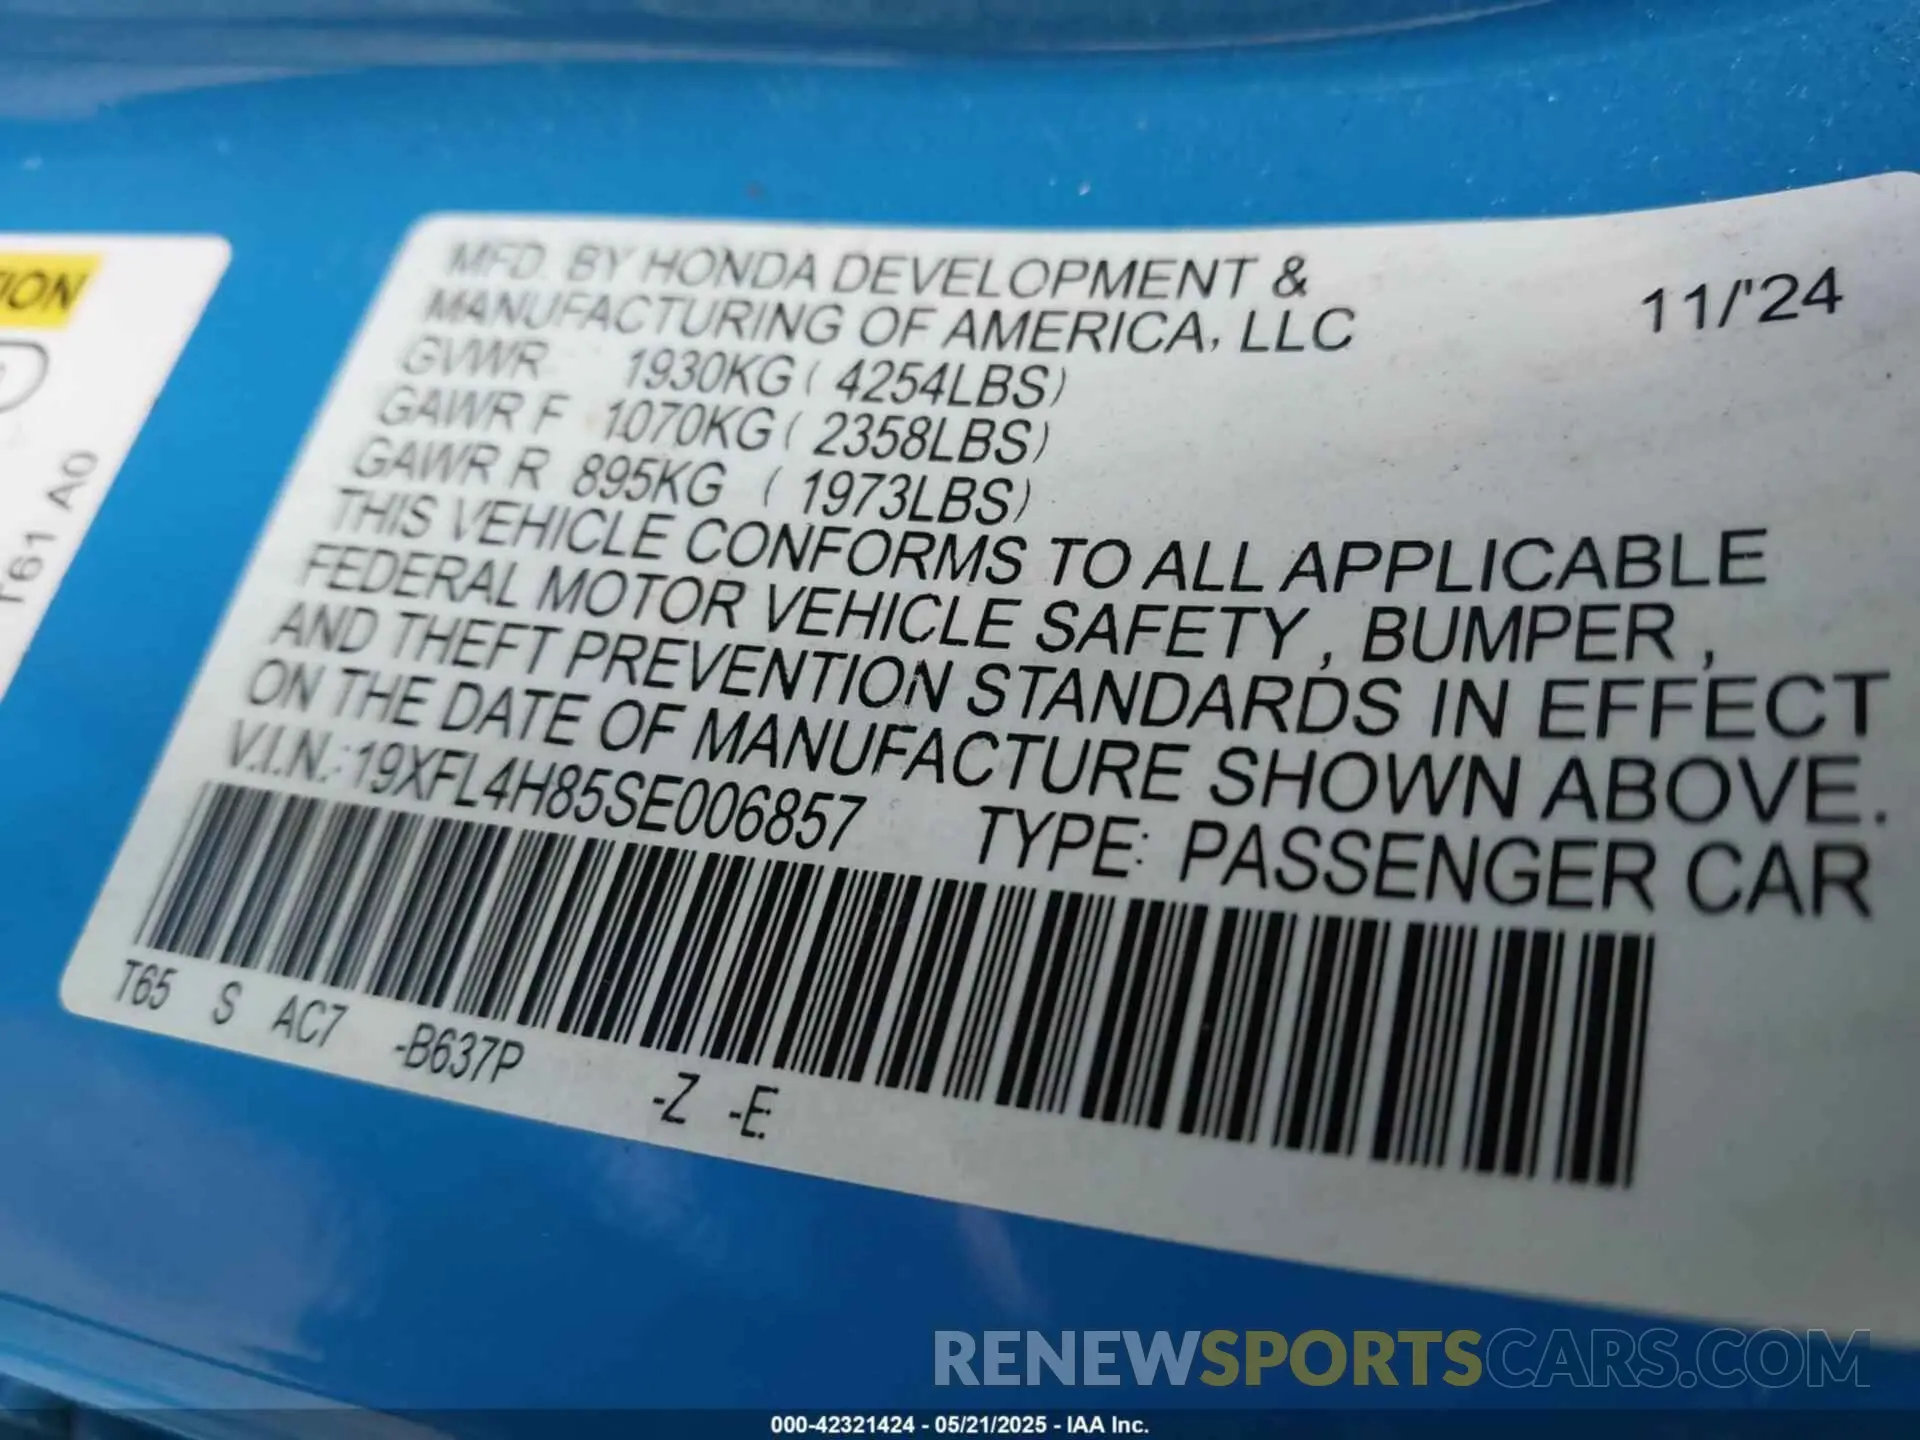 MFD. BY HONDA DEVELOPMENT &
MANUFACTURING OF AMERICA, LLC
11/'24
GVWR 1930KG ( 4254LBS)
GAWR F 1070KG ( 2358LBS)
GAWR R 895KG ( 1973LBS)
THIS VEHICLE CONFORMS TO ALL APPLICABLE
FEDERAL MOTOR VEHICLE SAFETY , BUMPER ,
AND THEFT PREVENTION STANDARDS IN EFFECT
ON THE DATE OF MANUFACTURE SHOWN ABOVE.
V.I.N.: 19XFL4H85SE006857 TYPE: PASSENGER CAR
T65 S AC7 -B637P -Z -E
TION
T61 A0
RENEWSPORTSCARS.COM
000-42321424 - 05/21/2025 - IAA Inc.